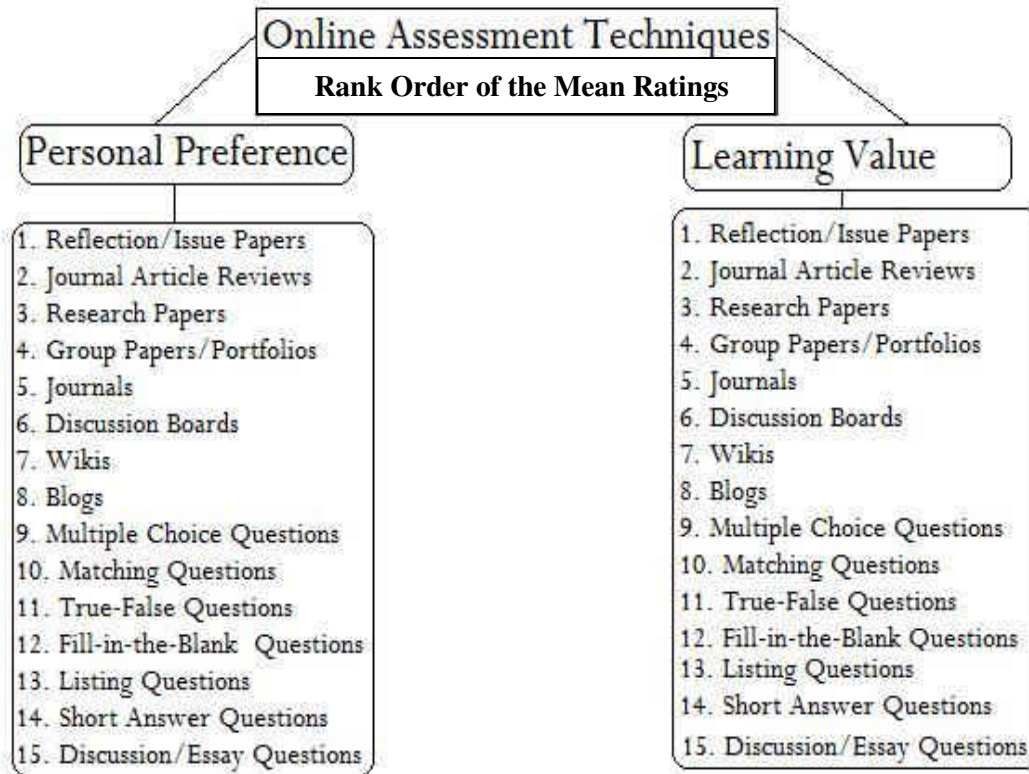 Online Assessment Techniques
Rank Order of the Mean Ratings
Personal Preference
1. Reflection/Issue Papers
2. Journal Article Reviews
3. Research Papers
4. Group Papers/Portfolios
5. Journals
6. Discussion Boards
7. Wikis
8. Blogs
9. Multiple Choice Questions
10. Matching Questions
11. True-False Questions
12. Fill-in-the-Blank Questions
13. Listing Questions
14. Short Answer Questions
15. Discussion/Essay Questions
Learning Value
1. Reflection/Issue Papers
2. Journal Article Reviews
3. Research Papers
4. Group Papers/Portfolios
5. Journals
6. Discussion Boards
7. Wikis
8. Blogs
9. Multiple Choice Questions
10. Matching Questions
11. True-False Questions
12. Fill-in-the-Blank Questions
13. Listing Questions
14. Short Answer Questions
15. Discussion/Essay Questions